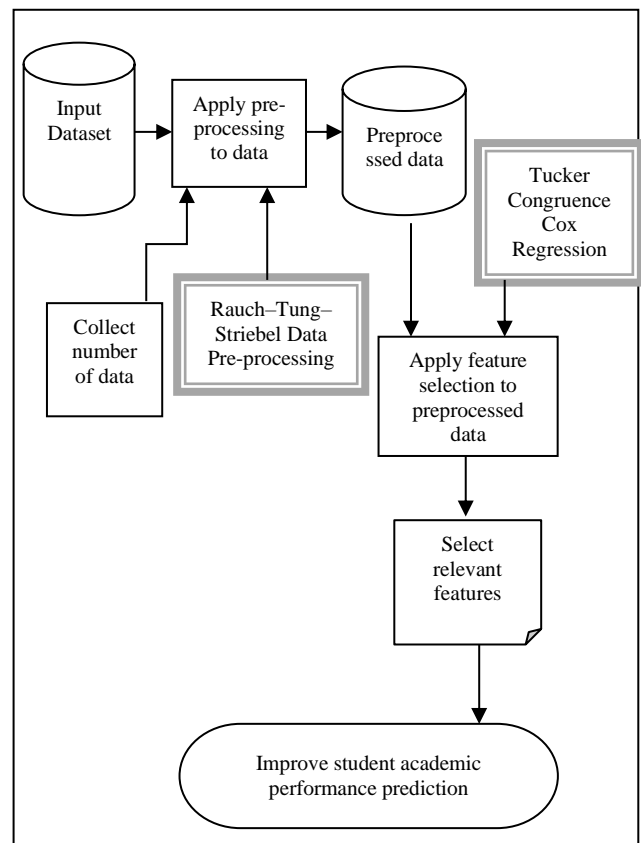 Input
Dataset
Apply pre-
processing
to data
Preproce
ssed data
Tucker
Congruence
Cox
Regression
Collect
number
of data
Rauch–Tung–
Striebel Data
Pre-processing
Apply feature
selection to
preprocessed
data
Select
relevant
features
Improve student academic
performance prediction